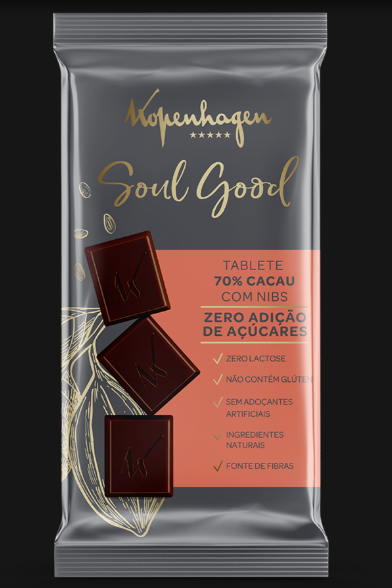 Kopenhagen
Soul Good
TABLETE
70% CACAU
COM NIBS
ZERO ADIÇÃO
DE AÇÚCARES
ZERO LACTOSE
NÃO CONTÉM GLÚTEN
SEM ADOÇANTES
ARTIFICIAIS
INGREDIENTES
NATURAIS
FONTE DE FIBRAS